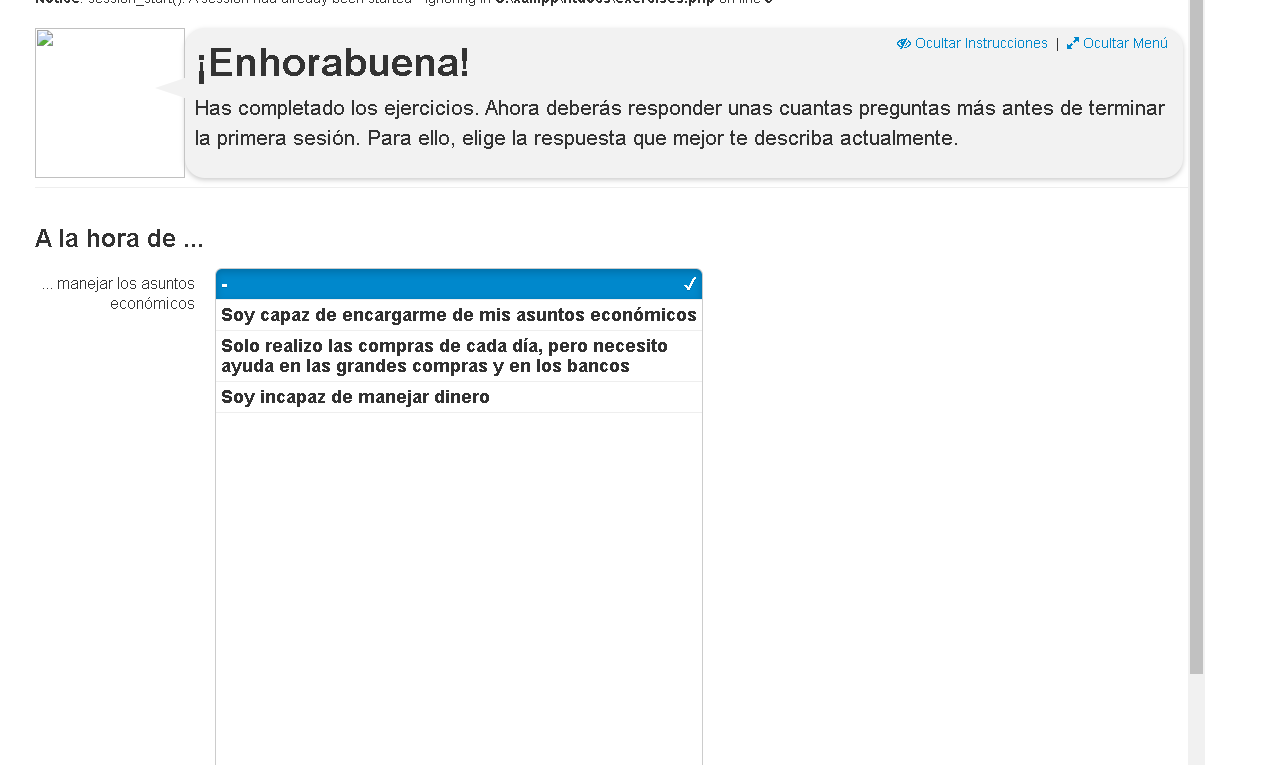 Notice: session_start(): A session had already been started - ignoring in C:\xampp\htdocs\exercises.php on line
Ocultar Instrucciones | Ocultar Menú
¡Enhorabuena!
Has completado los ejercicios. Ahora deberás responder unas cuantas preguntas más antes de terminar
la primera sesión. Para ello, elige la respuesta que mejor te describa actualmente.
A la hora de ...
... manejar los asuntos
económicos
-
Soy capaz de encargarme de mis asuntos económicos
Solo realizo las compras de cada día, pero necesito
ayuda en las grandes compras y en los bancos
Soy incapaz de manejar dinero